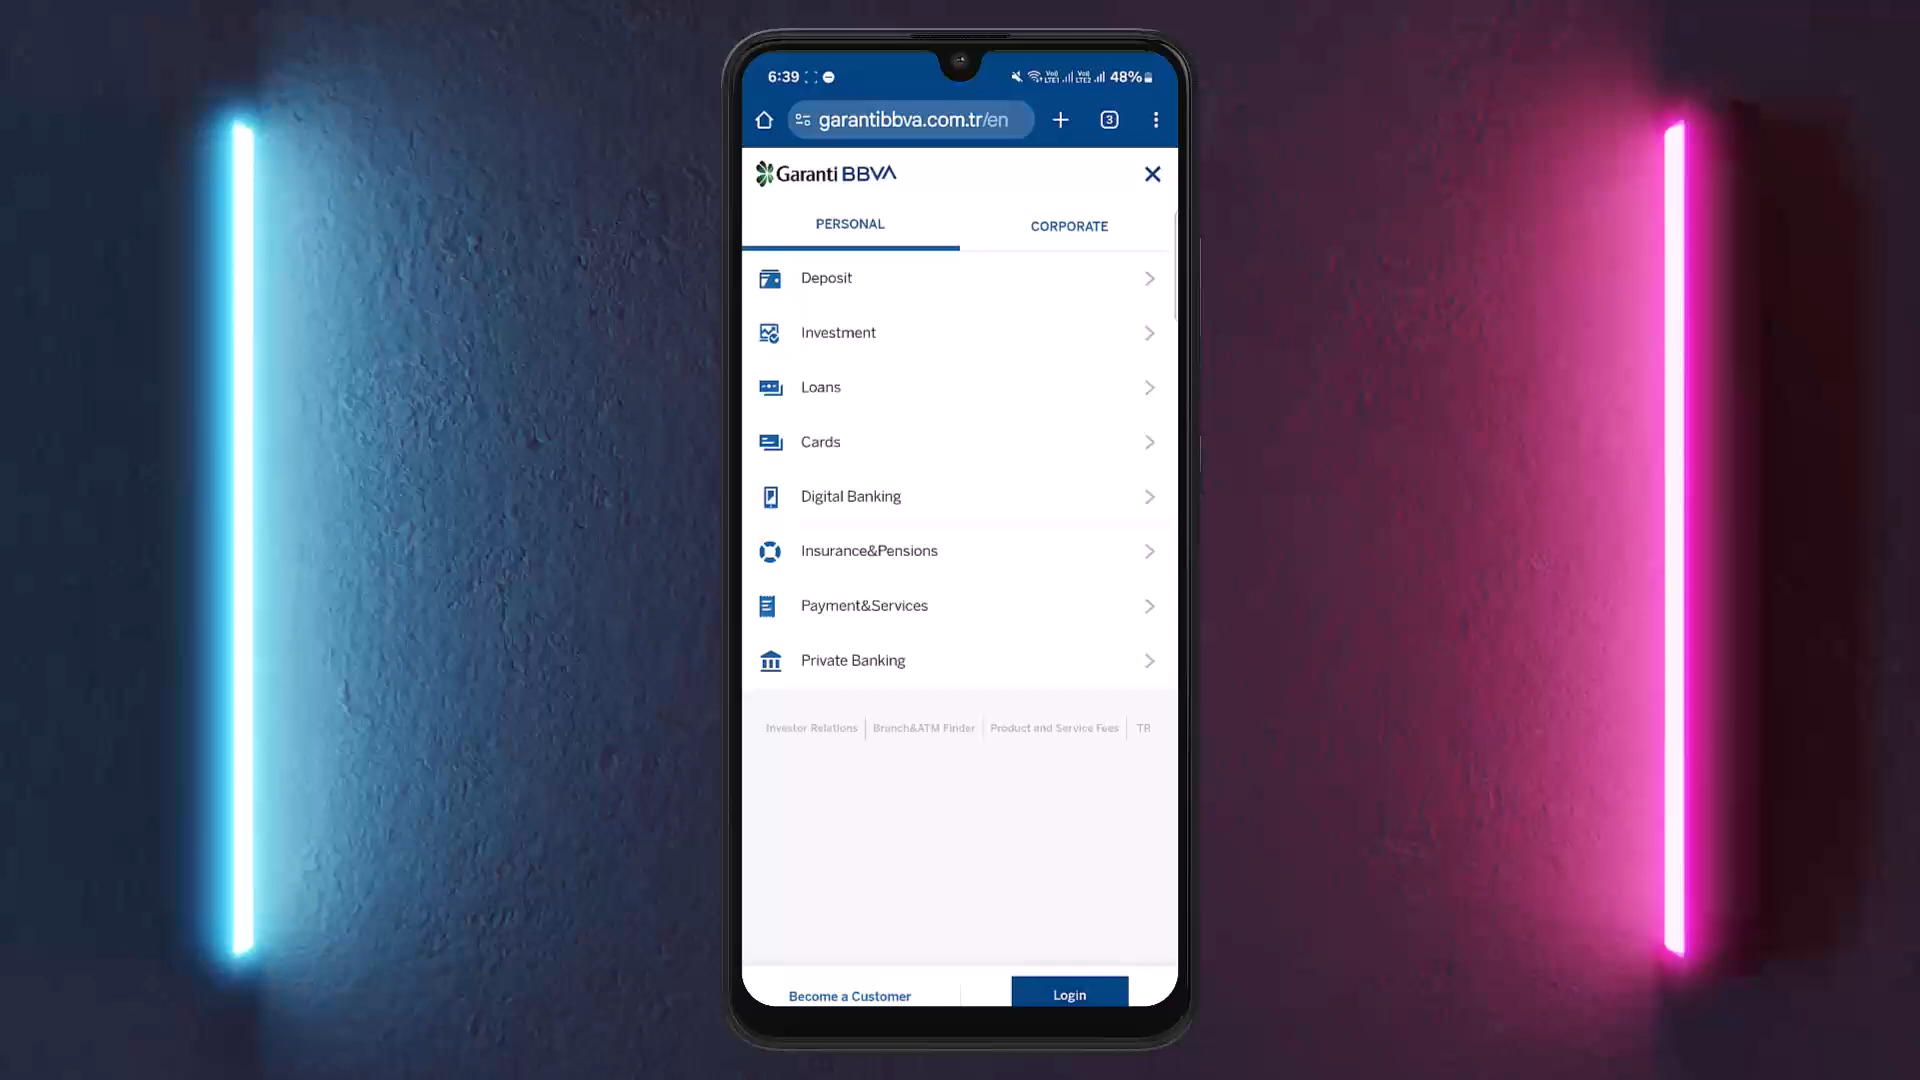 6:39 48%
garantibbva.com.tr/en 3
Garanti BBVA
PERSONAL CORPORATE
Deposit
Investment
Loans
Cards
Digital Banking
Insurance&Pensions
Payment&Services
Private Banking
Investor Relations Branch&ATM Finder Product and Service Fees TR
Become a Customer Login